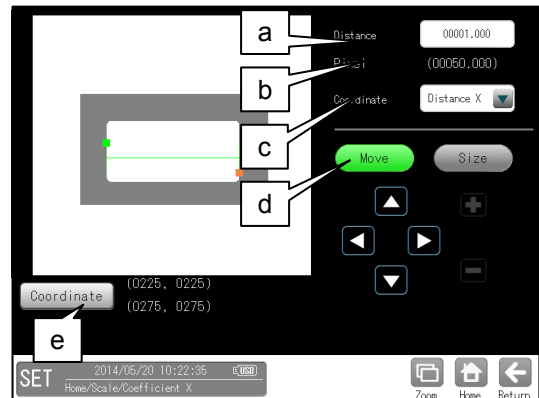 a
Distance
00001.000
b
(00050.000)
c
Distance X
d
Move
Size
Coordinate
(0225, 0225)
(0275, 0275)
e
SET
2014/05/20 10:22:35
USB
Home/Scale/Coefficient X
Zoom
Home
Return